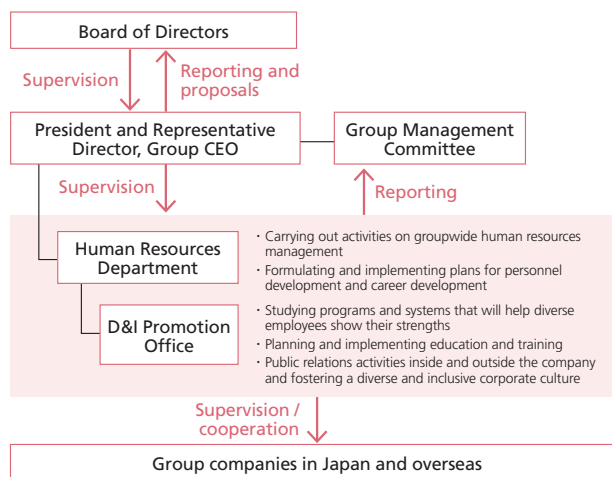 Board of Directors
Supervision
Reporting and
proposals
President and Representative
Director, Group CEO
Group Management
Committee
Supervision
Reporting
Human Resources
Department
・Carrying out activities on groupwide human resources
management
・Formulating and implementing plans for personnel
development and career development
D&I Promotion
Office
・Studying programs and systems that will help diverse
employees show their strengths
・Planning and implementing education and training
・Public relations activities inside and outside the company
and fostering a diverse and inclusive corporate culture
Supervision /
cooperation
Group companies in Japan and overseas